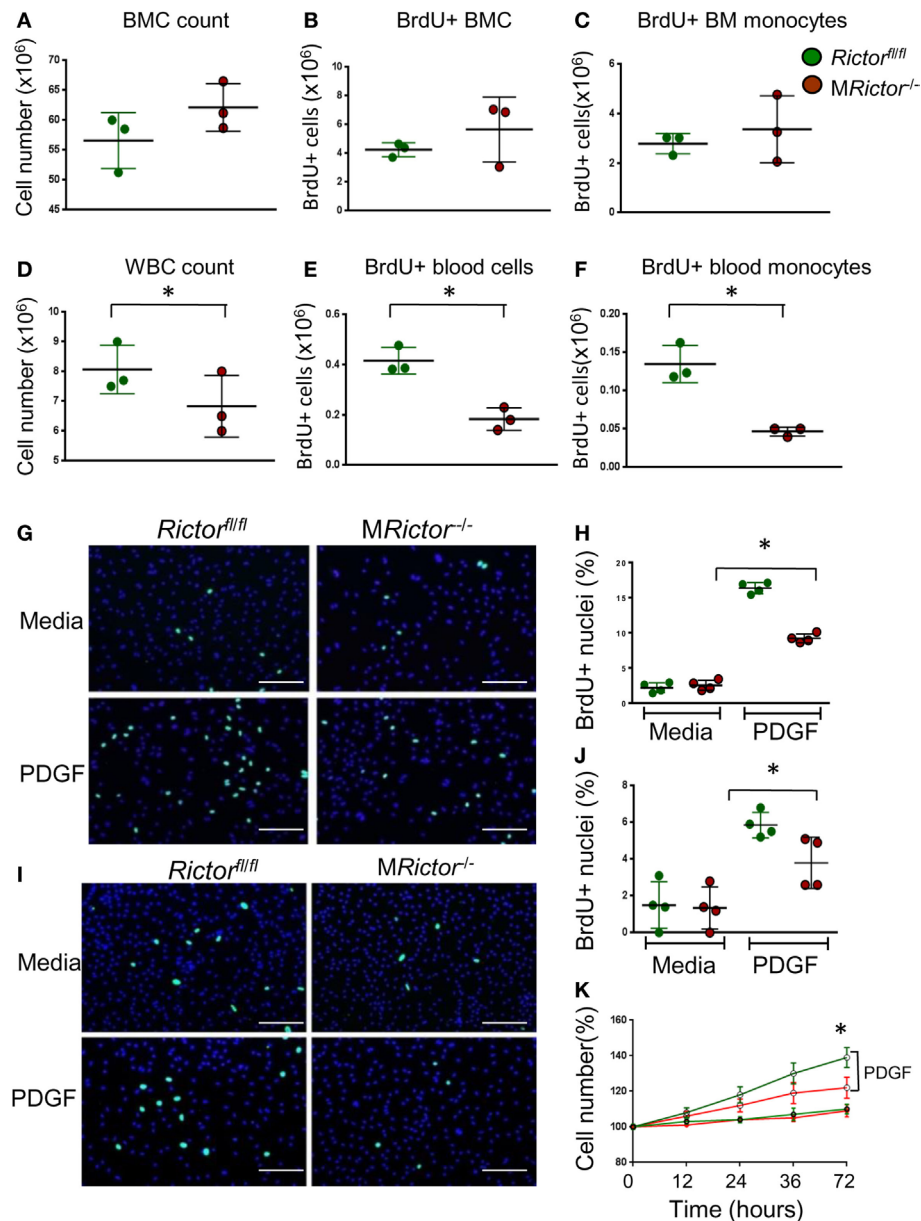 A BMC count
Cell number (x10⁶)
70
65
60
55
50
45
B BrdU+ BMC
BrdU+ cells (x10⁶)
10
8
6
4
2
0
C BrdU+ BM monocytes
BrdU+ cells(x10⁶)
8
6
4
2
0
Rictorfl/fl
MRictor-/-
D WBC count
Cell number (x10⁶)
10
9
8
7
6
5
*
E BrdU+ blood cells
BrdU+ cells (x10⁶)
0.6
0.4
0.2
0.0
*
F BrdU+ blood monocytes
BrdU+ cells(x10⁶)
0.20
0.15
0.10
0.05
0.00
*
G Rictorfl/fl MRictor--/-
Media
PDGF
H
BrdU+ nuclei (%)
20
15
10
5
0
*
Media PDGF
I Rictorfl/fl MRictor-/-
Media
PDGF
J
BrdU+ nuclei (%)
8
6
4
2
0
*
Media PDGF
K
Cell number(%)
160
140
120
100
80
*
PDGF
0 12 24 36 72
Time (hours)